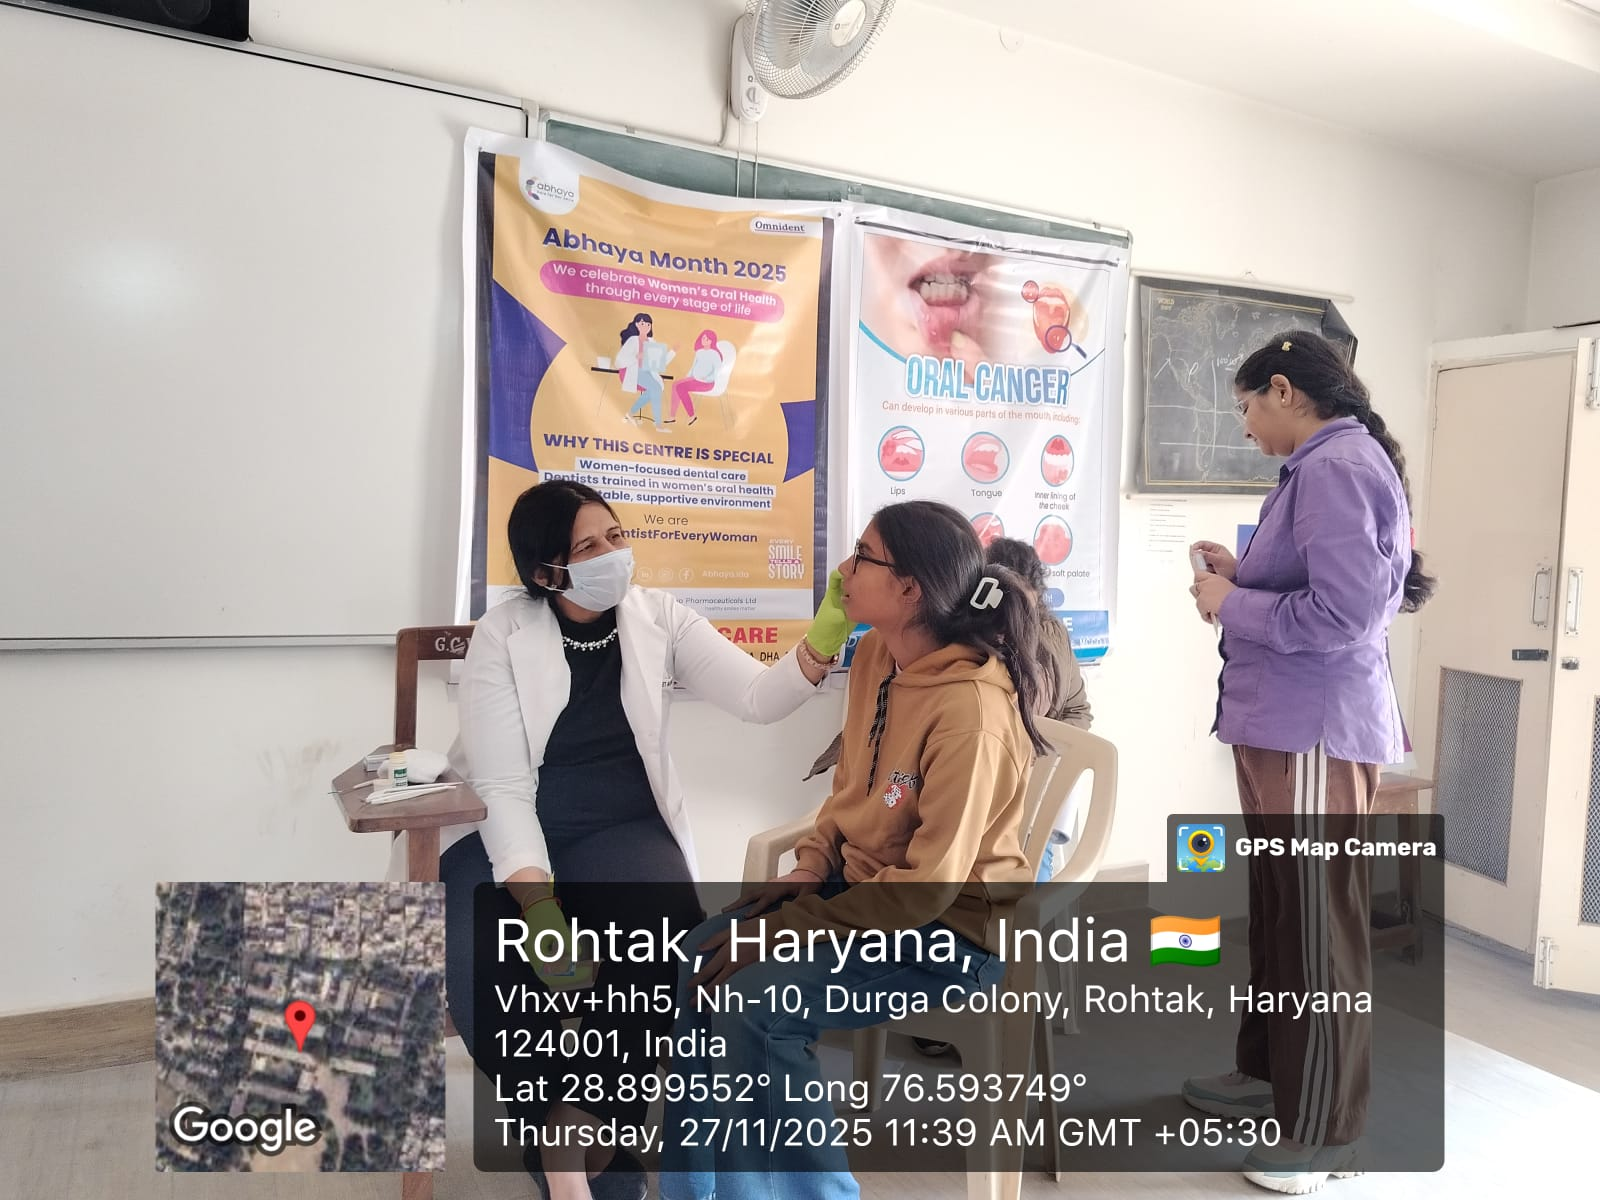 abhaya
Omnident
Abhaya Month 2025
We celebrate Women's Oral Health
through every stage of life
WHY THIS CENTRE IS SPECIAL
Women-focused dental care
Dentists trained in women's oral health
table, supportive environment
We are
ntistForEveryWoman
EVERY
SMILE
TELLS A
STORY
Abhaya.ida
Pharmaceuticals Ltd
CARE
DHA
ORAL CANCER
Can develop in various parts of the mouth including:
Lips
Tongue
Inner lining of
the cheek
soft palate
WORLD
G.C.
GPS Map Camera
Rohtak, Haryana, India
Vhxv+hh5, Nh-10, Durga Colony, Rohtak, Haryana
124001, India
Lat 28.899552° Long 76.593749°
Thursday, 27/11/2025 11:39 AM GMT +05:30
Google